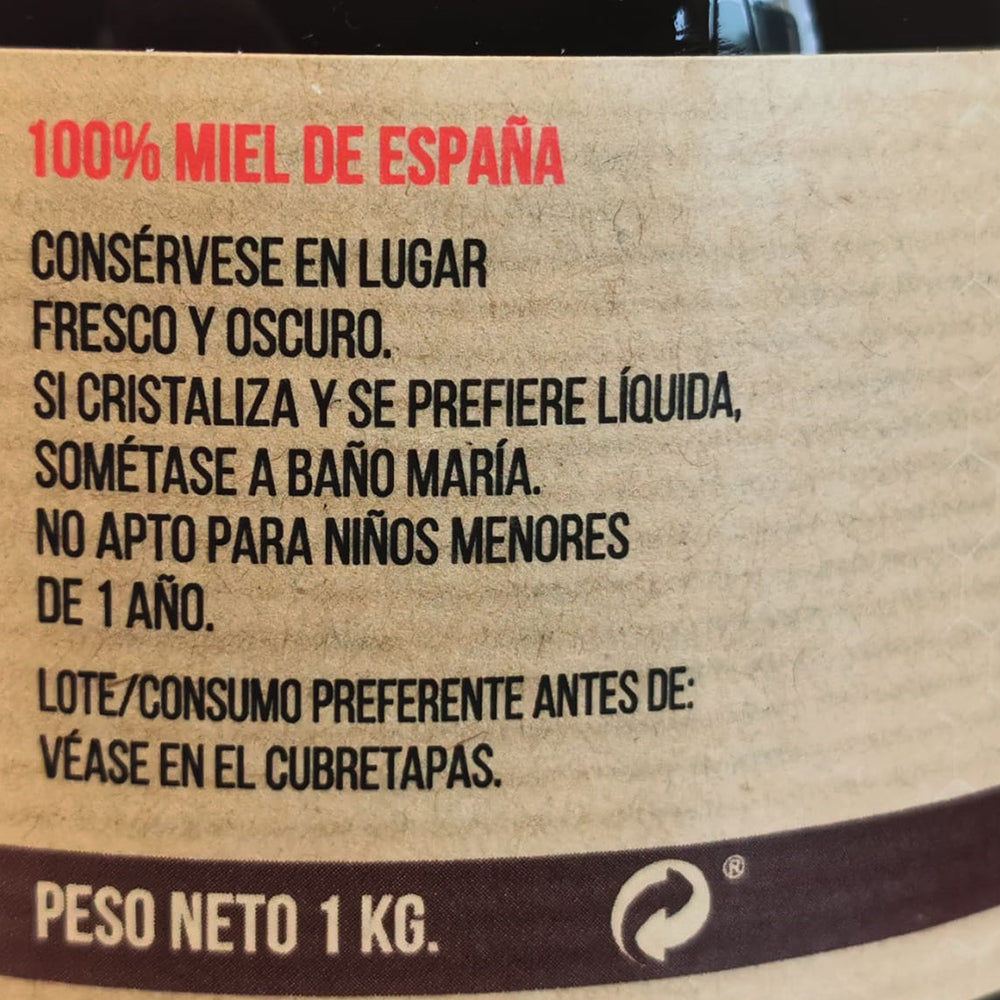 100% MIEL DE ESPAÑA
CONSÉRVESE EN LUGAR
FRESCO Y OSCURO.
SI CRISTALIZA Y SE PREFIERE LÍQUIDA,
SOMÉTASE A BAÑO MARÍA.
NO APTO PARA NIÑOS MENORES
DE 1 AÑO.
LOTE/CONSUMO PREFERENTE ANTES DE:
VÉASE EN EL CUBRETAPAS.
PESO NETO 1 KG.
®